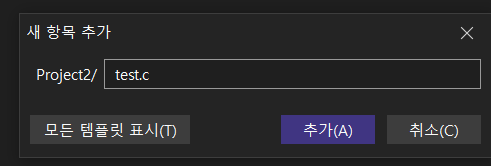 새 항목 추가
Project2/ test.c
모든 템플릿 표시(T) 추가(A) 취소(C)